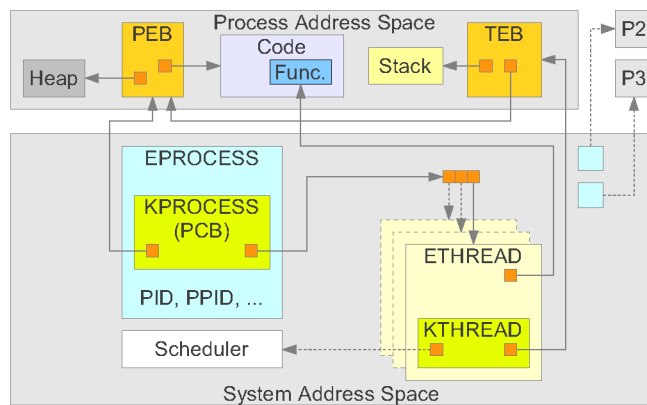 Process Address Space
P2
PEB
TEB
Code
Heap
Func.
Stack
P3
EPROCESS
KPROCESS
(PCB)
ETHREAD
PID, PPID, ...
KTHREAD
Scheduler
System Address Space